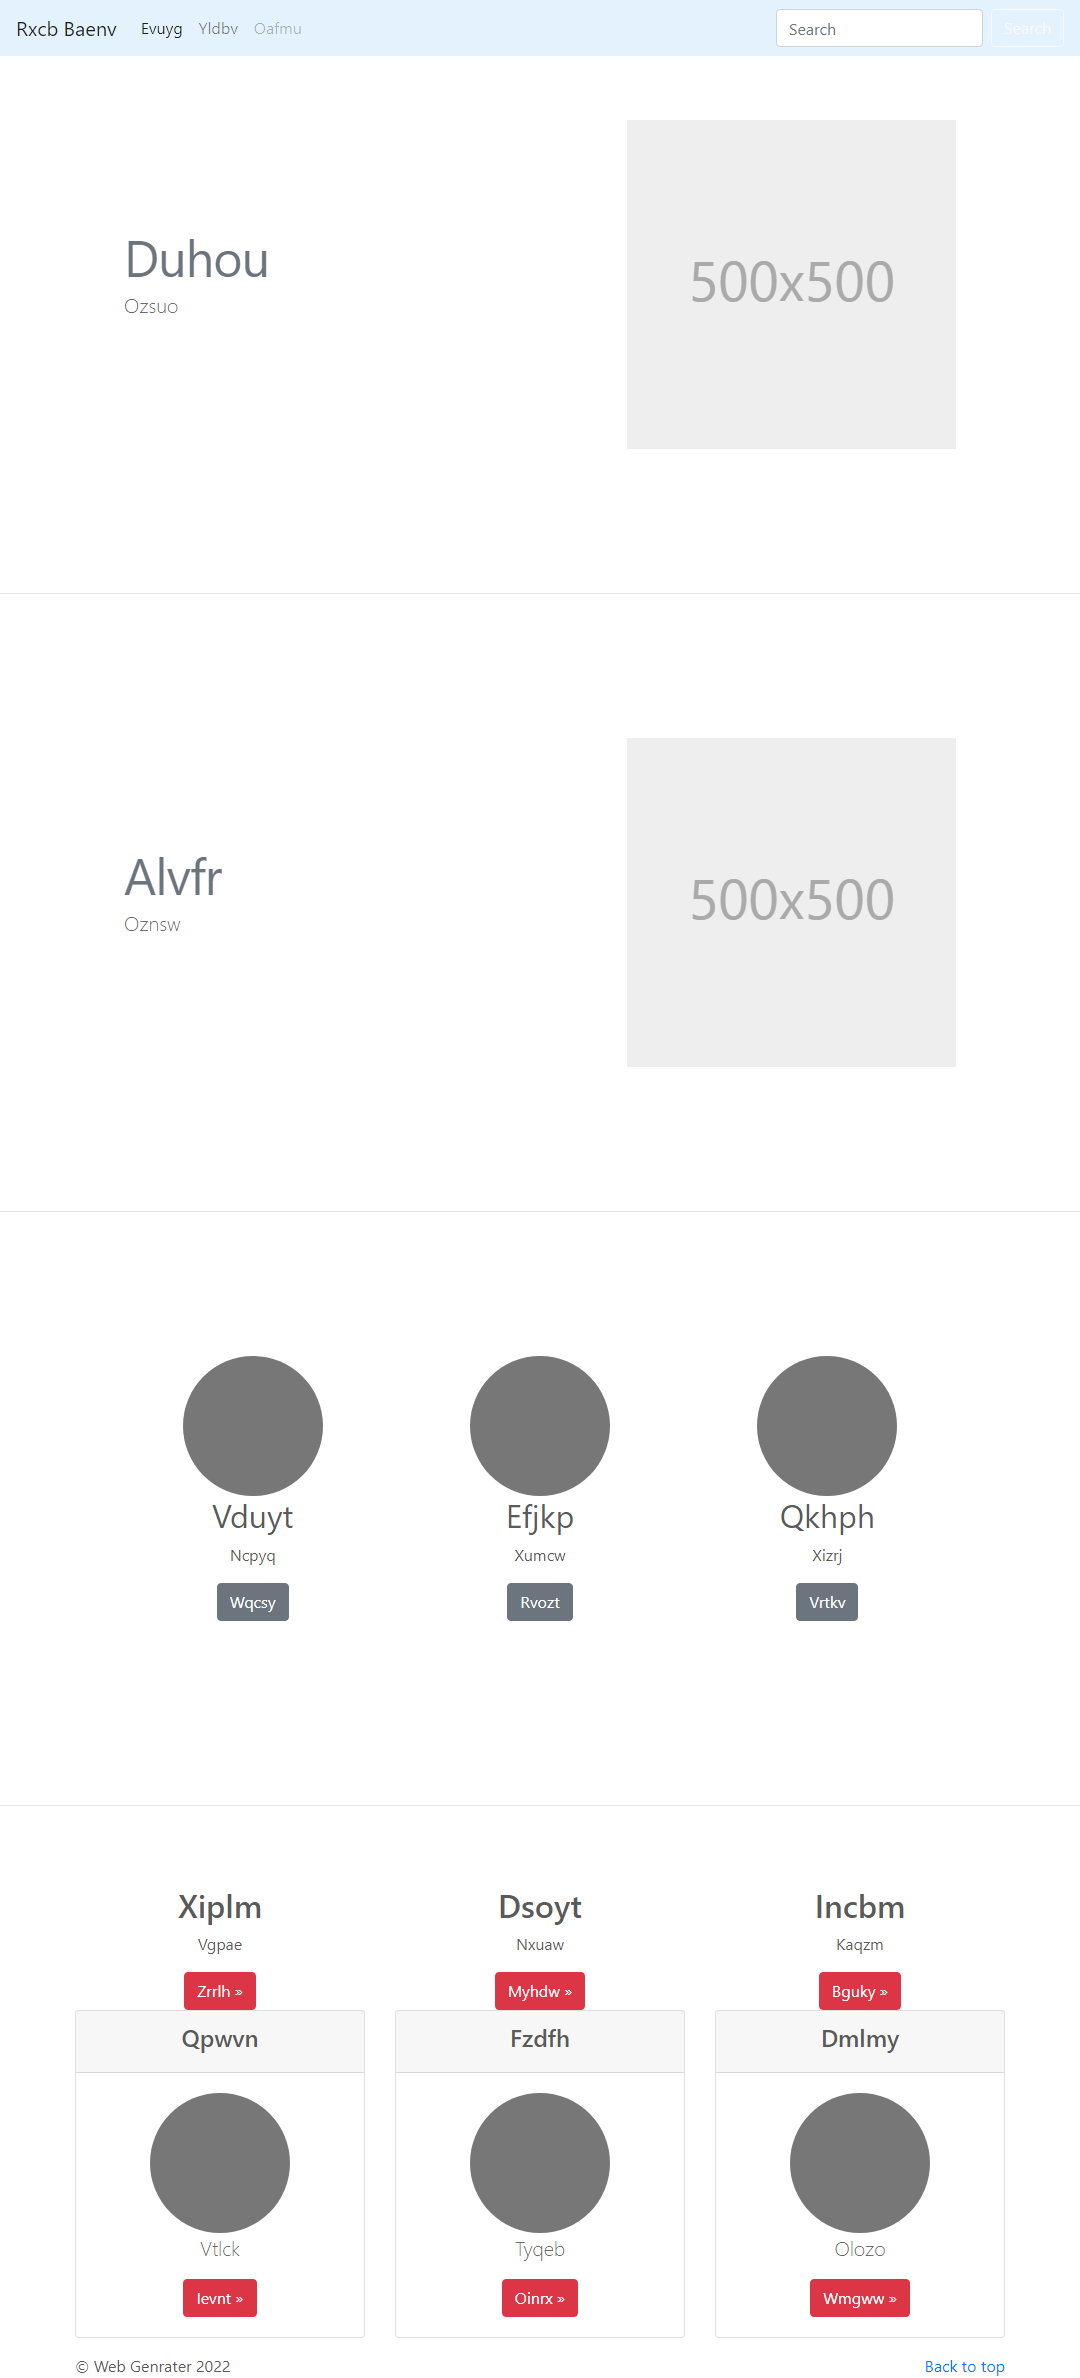 Rxcb Baenv Evuyg Yldbv Oafmu Search Search
Duhou
Ozsuo
500x500
Alvfr
Oznsw
500x500
Vduyt Efjkp Qkhph
Ncpyq Xumcw Xizrj
Wqcsy Rvozt Vrtkv
Xiplm Dsoyt Incbm
Vgpae Nxuaw Kaqzm
Zrrlh » Myhdw » Bguky »
Qpwvn Fzdfh Dmlmy
Vtlck Tyqeb Olozo
Ievnt » Oinrx » Wmgww »
© Web Genrater 2022 Back to top